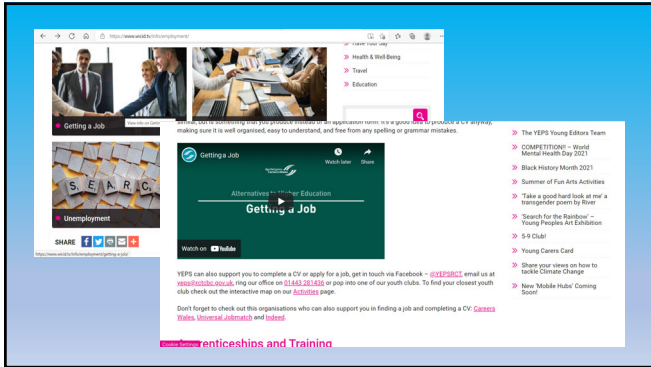 https://www.wicid.tv/info/employment/
Have Your Say
Health & Well-Being
Travel
Education
Getting a Job
Unemployment
SEARC
SHARE
https://www.wicid.tv/info/employment/getting-a-job/
similar, but is something that you produce instead of an application form. It's a good idea to produce a CV anyway,
making sure it is well organised, easy to understand, and free from any spelling or grammar mistakes.
Getting a Job
Watch later
Share
Alternatives to Higher Education
Getting a Job
Watch on YouTube
YEPS can also support you to complete a CV or apply for a job, get in touch via Facebook – @YEPSRCT, email us at
yeps@rctcbc.gov.uk, ring our office on 01443 281436 or pop into one of our youth clubs. To find your closest youth
club check out the interactive map on our Activities page.
Don't forget to check out this organisations who can also support you in finding a job and completing a CV: Careers
Wales, Universal Jobmatch and Indeed.
Cookie Settings
renticeships and Training
The YEPS Young Editors Team
COMPETITION!! – World
Mental Health Day 2021
Black History Month 2021
Summer of Fun Arts Activities
'Take a good hard look at me' a
transgender poem by River
'Search for the Rainbow' –
Young Peoples Art Exhibition
5-9 Club!
Young Carers Card
Share your views on how to
tackle Climate Change
New 'Mobile Hubs' Coming
Soon!